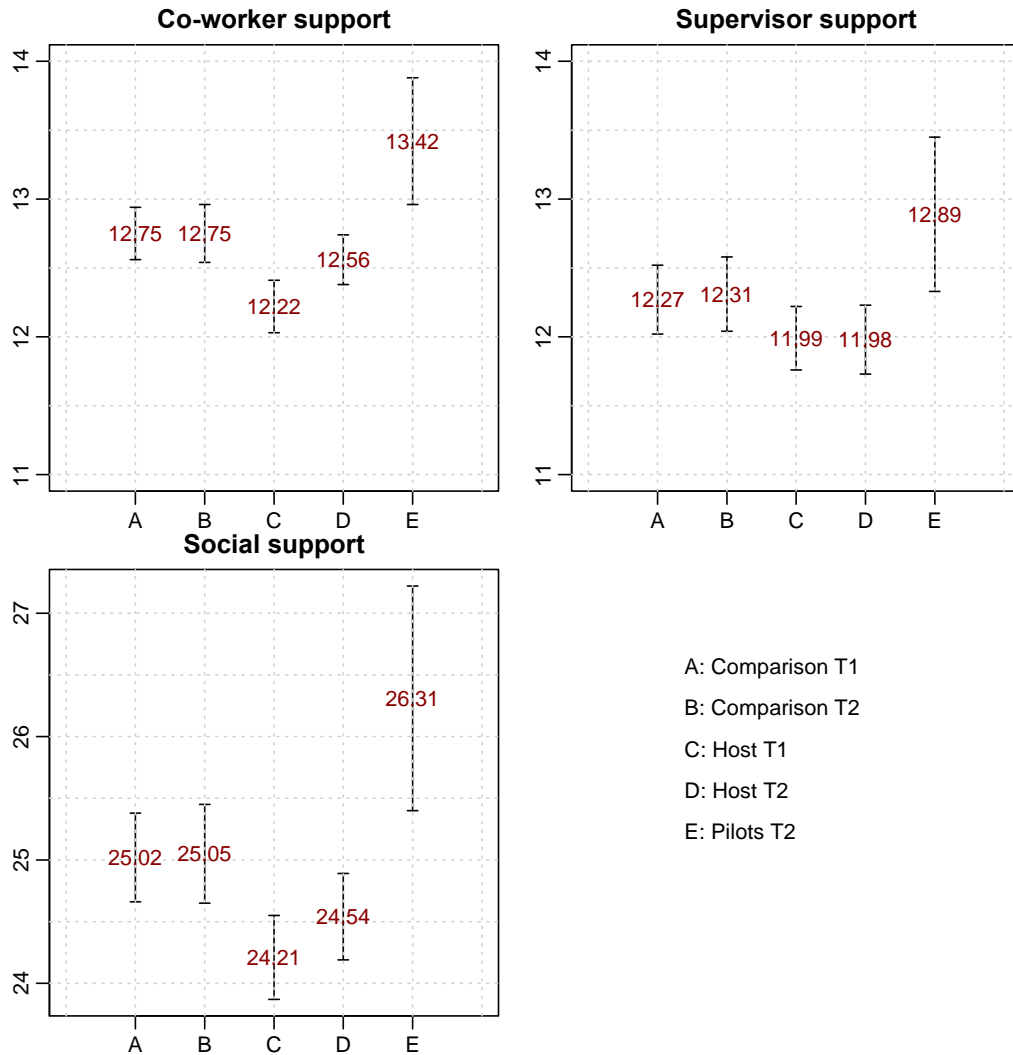 Co-worker support
14
13
12
11
13.42
12.75
12.75
12.56
12.22
A B C D E
Supervisor support
14
13
12
11
12.89
12.27
12.31
11.99
11.98
A B C D E
Social support
27
26
25
24
26.31
25.02
25.05
24.54
24.21
A B C D E
A: Comparison T1
B: Comparison T2
C: Host T1
D: Host T2
E: Pilots T2